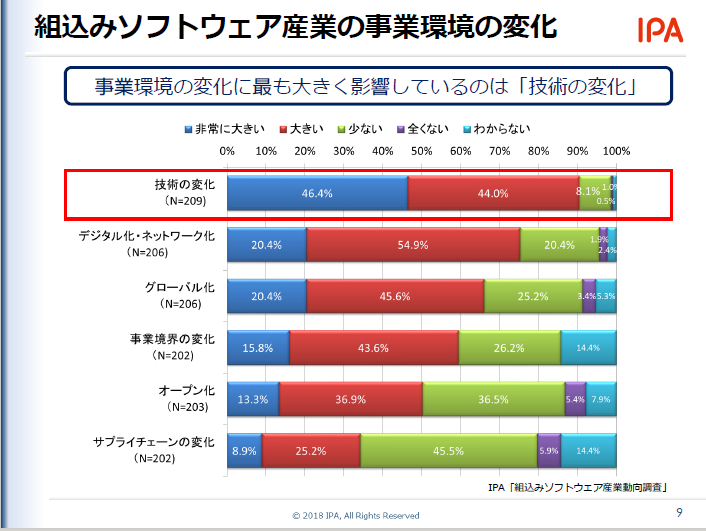 組込みソフトウェア産業の事業環境の変化
IPA
事業環境の変化に最も大きく影響しているのは「技術の変化」
非常に大きい 大きい 少ない 全くない わからない
0% 10% 20% 30% 40% 50% 60% 70% 80% 90% 100%
技術の変化
(N=209)
46.4% 44.0% 8.1% 1.0% 0.5%
デジタル化・ネットワーク化
(N=206)
20.4% 54.9% 20.4% 1.9% 2.4%
グローバル化
(N=206)
20.4% 45.6% 25.2% 3.4% 5.3%
事業境界の変化
(N=202)
15.8% 43.6% 26.2% 14.4%
オープン化
(N=203)
13.3% 36.9% 36.5% 5.4% 7.9%
サプライチェーンの変化
(N=202)
8.9% 25.2% 45.5% 5.9% 14.4%
IPA「組込みソフトウエア産業動向調査」
© 2018 IPA, All Rights Reserved
9